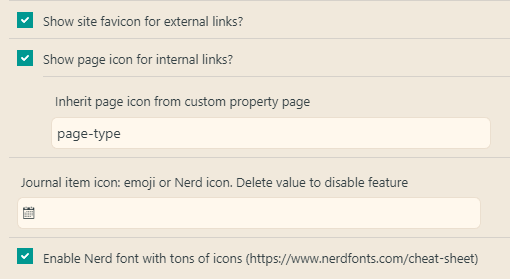 Show site favicon for external links?
Show page icon for internal links?
Inherit page icon from custom property page
page-type
Journal item icon: emoji or Nerd icon. Delete value to disable feature
Enable Nerd font with tons of icons (https://www.nerdfonts.com/cheat-sheet)